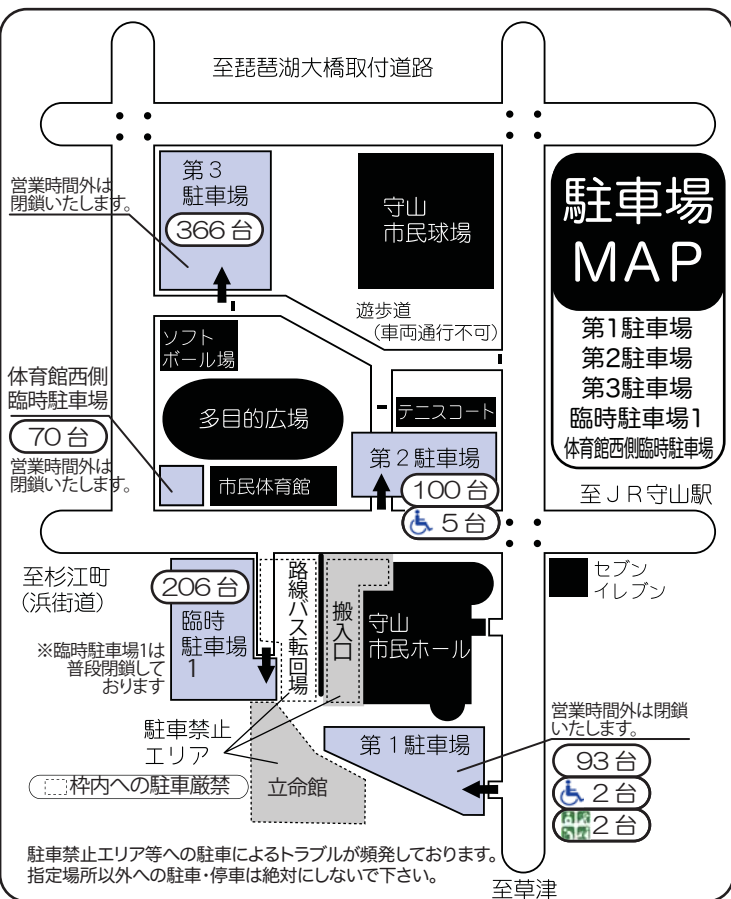 至琵琶湖大橋取付道路
営業時間外は
閉鎖いたします。
第3
駐車場
366台
守山
市民球場
駐車場
MAP
第1駐車場
第2駐車場
第3駐車場
臨時駐車場1
体育館西側臨時駐車場
遊歩道
(車両通行不可)
ソフト
ボール場
体育館西側
臨時駐車場
70台
営業時間外は
閉鎖いたします。
多目的広場
テニスコート
市民体育館
第2駐車場
100台
5台
至JR守山駅
至杉江町
(浜街道)
206台
臨時
駐車場
1
※臨時駐車場1は
普段閉鎖して
おります
路線バス転回場
搬入口
守山
市民ホール
セブン
イレブン
駐車禁止
エリア
枠内への駐車厳禁
立命館
第1駐車場
営業時間外は閉鎖
いたします。
93台
2台
2台
駐車禁止エリア等への駐車によるトラブルが頻発しております。
指定場所以外への駐車・停車は絶対にしないで下さい。
至草津